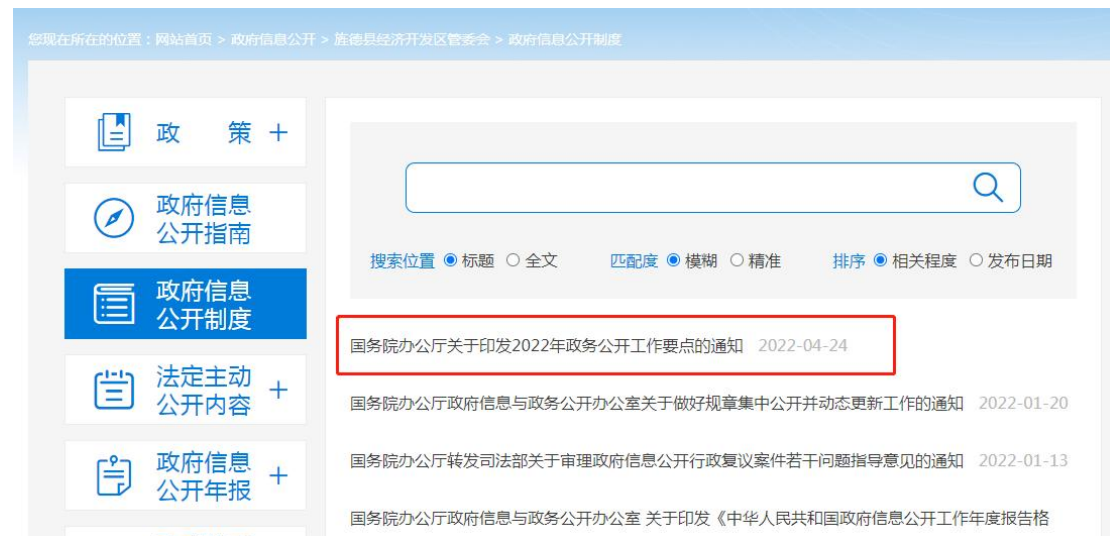 您现在所在的位置：网站首页 > 政府信息公开 > 旌德县经济开发区管委会 > 政府信息公开制度
政 策 +
政府信息
公开指南
政府信息
公开制度
法定主动
公开内容 +
政府信息
公开年报 +
搜索位置 标题 全文 匹配度 模糊 精准 排序 相关程度 发布日期
国务院办公厅关于印发2022年政务公开工作要点的通知 2022-04-24
国务院办公厅政府信息与政务公开办公室关于做好规章集中公开并动态更新工作的通知 2022-01-20
国务院办公厅转发司法部关于审理政府信息公开行政复议案件若干问题指导意见的通知 2022-01-13
国务院办公厅政府信息与政务公开办公室 关于印发《中华人民共和国政府信息公开工作年度报告格